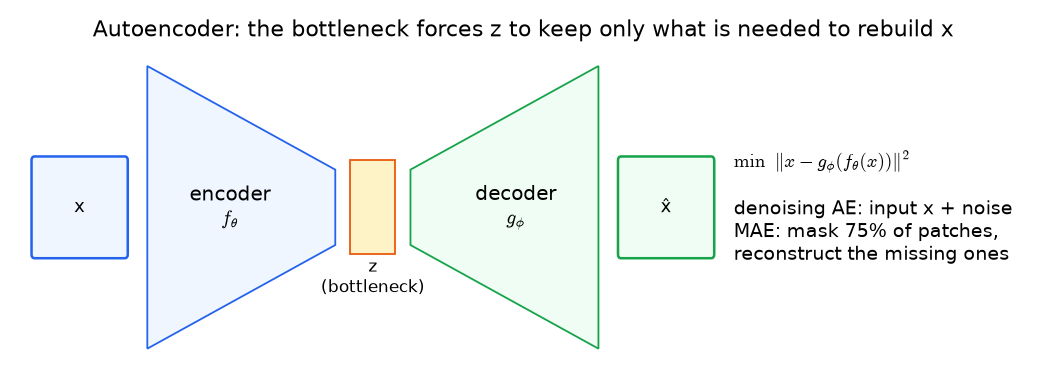 Autoencoder: the bottleneck forces z to keep only what is needed to rebuild x
x
encoder
f_θ
z
(bottleneck)
decoder
g_ϕ
x̂
min ‖x − g_ϕ(f_θ(x))‖²
denoising AE: input x + noise
MAE: mask 75% of patches,
reconstruct the missing ones